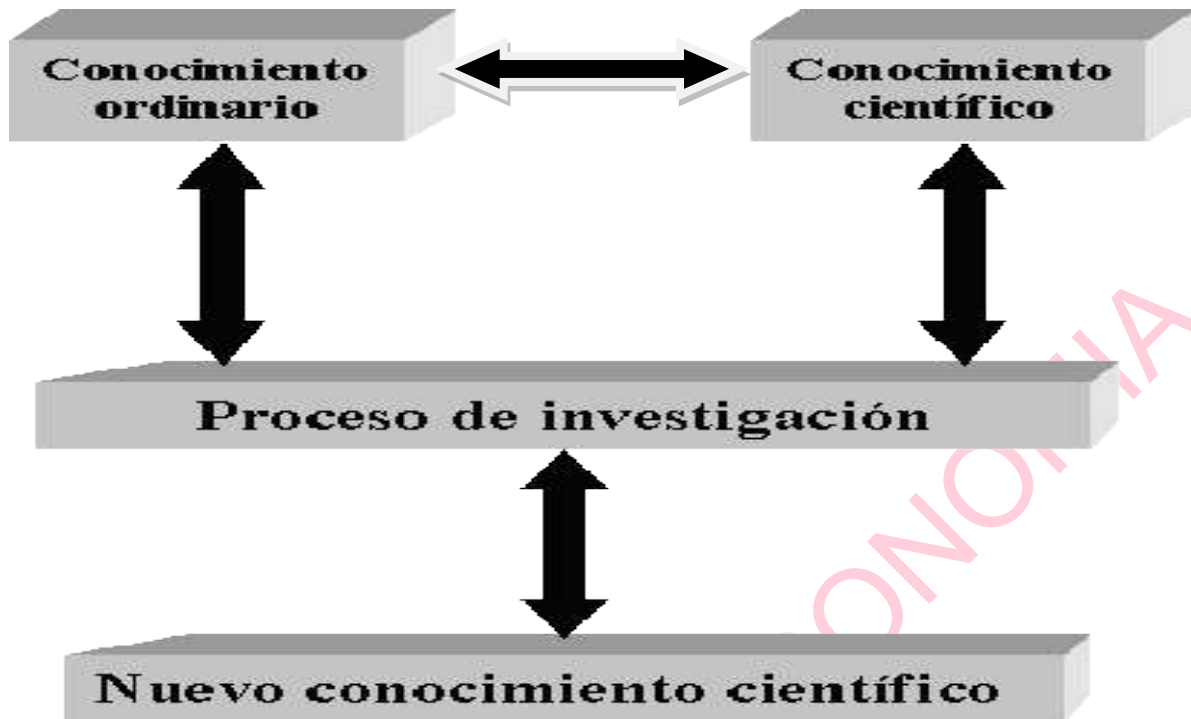 Conocimiento
ordinario
Conocimiento
científico
Proceso de investigación
Nuevo conocimiento científico